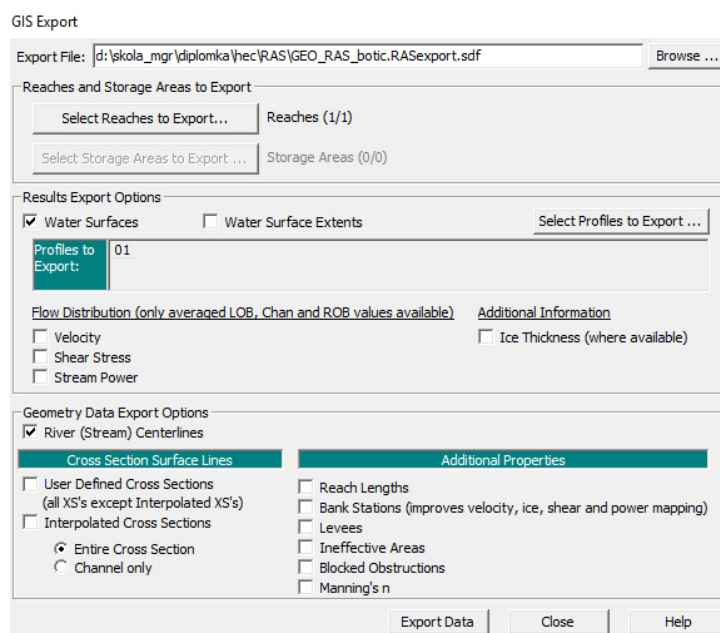 GIS Export
Export File: d:\skola_mgr\diplomka\hec\RAS\GEO_RAS_botic.RASexport.sdf Browse ...
Reaches and Storage Areas to Export
Select Reaches to Export... Reaches (1/1)
Select Storage Areas to Export ... Storage Areas (0/0)
Results Export Options
Water Surfaces Water Surface Extents Select Profiles to Export ...
Profiles to Export: 01
Flow Distribution (only averaged LOB, Chan and ROB values available) Additional Information
Velocity Ice Thickness (where available)
Shear Stress
Stream Power
Geometry Data Export Options
River (Stream) Centerlines
Cross Section Surface Lines Additional Properties
User Defined Cross Sections
(all XS's except Interpolated XS's)
Interpolated Cross Sections
Entire Cross Section
Channel only
Reach Lengths
Bank Stations (improves velocity, ice, shear and power mapping)
Levees
Ineffective Areas
Blocked Obstructions
Manning's n
Export Data Close Help